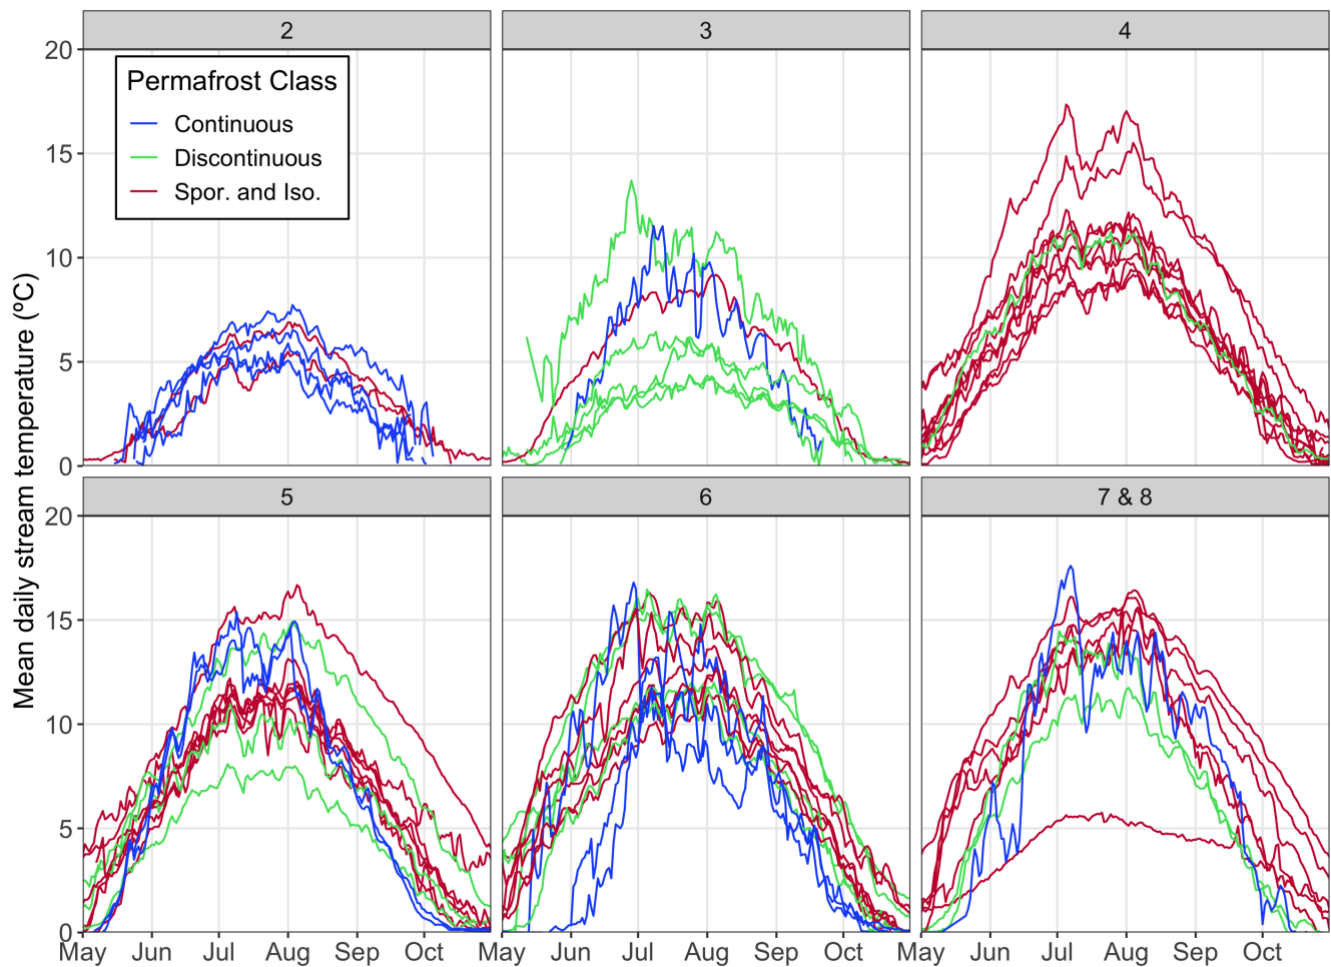 2
3
4
20
15
10
5
0
Permafrost Class
Continuous
Discontinuous
Spor. and Iso.
Mean daily stream temperature (ºC)
5
6
7 & 8
20
15
10
5
0
May Jun Jul Aug Sep Oct
May Jun Jul Aug Sep Oct
May Jun Jul Aug Sep Oct